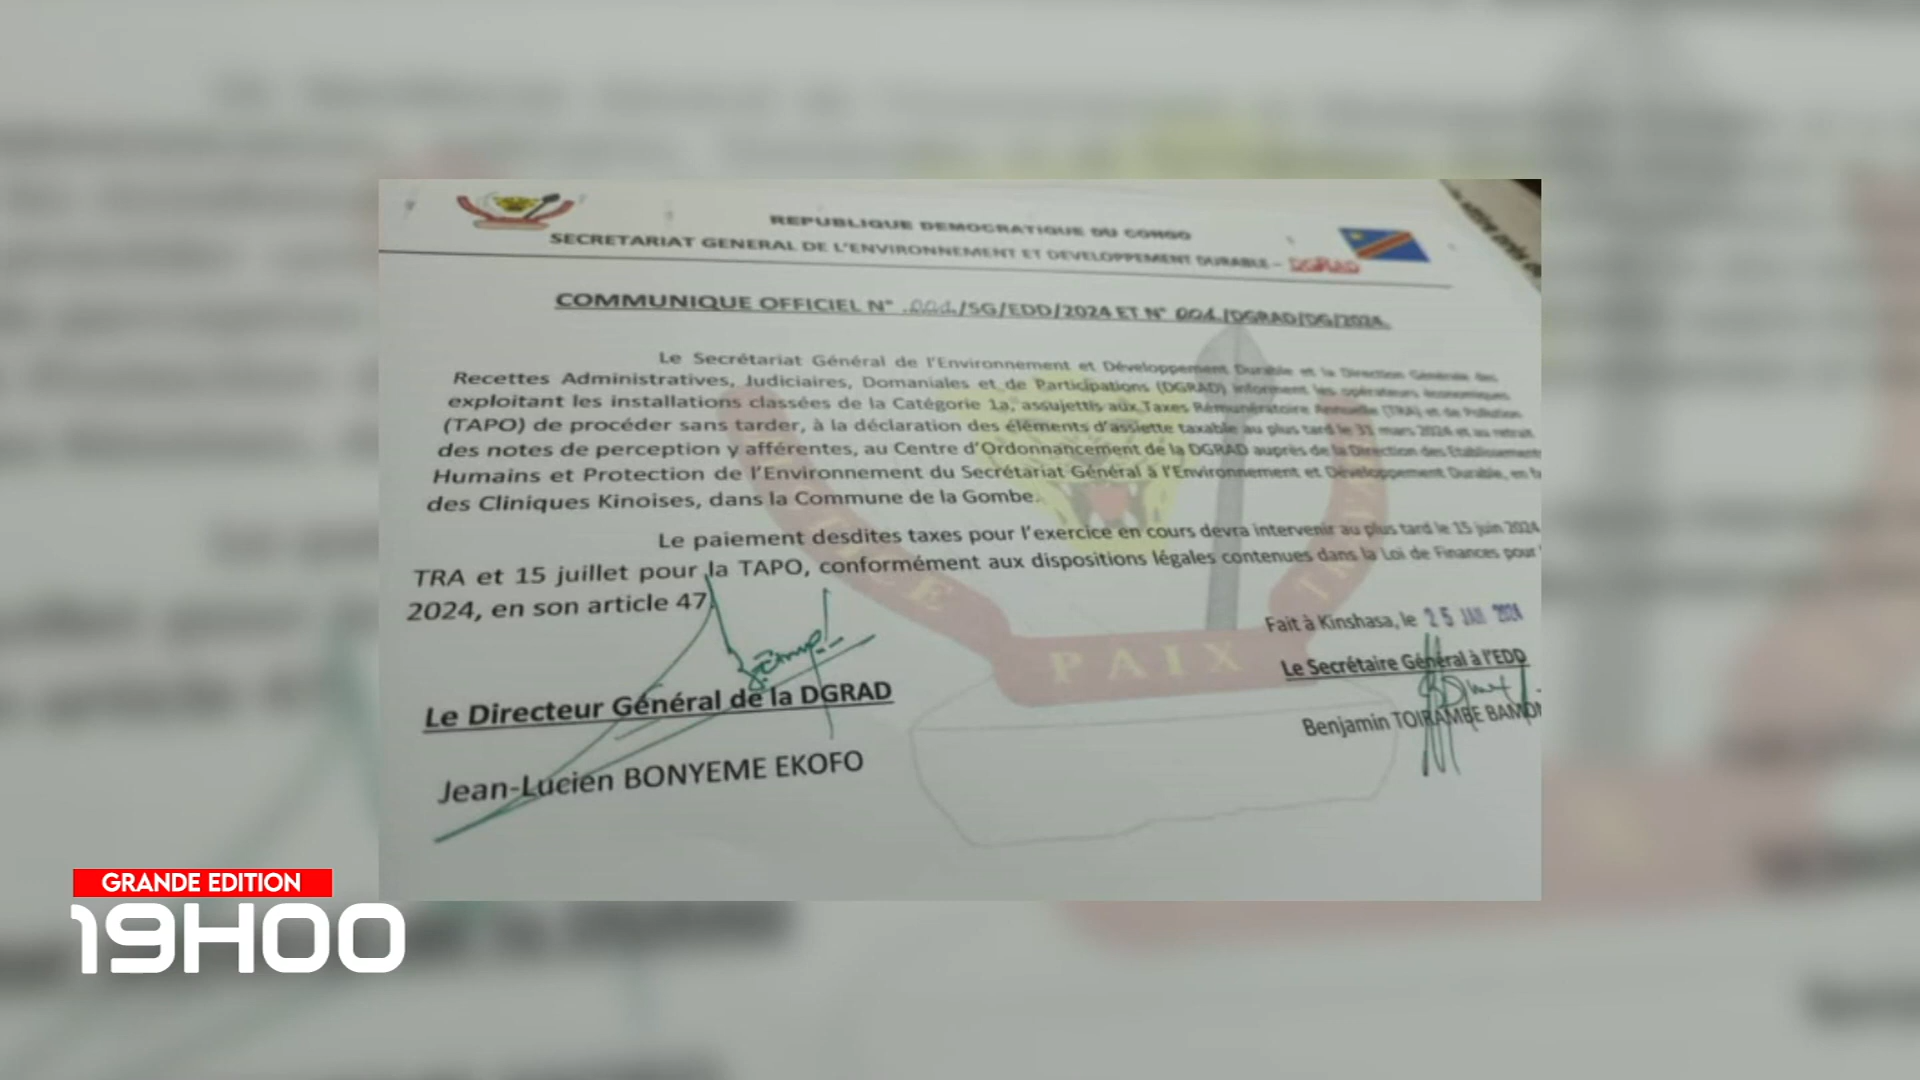 REPUBLIQUE DEMOCRATIQUE DU CONGO
SECRETARIAT GENERAL DE L'ENVIRONNEMENT ET DEVELOPPEMENT DURABLE - DGRAD
COMMUNIQUE OFFICIEL N° 001/SG/EDD/2024 ET N° 001/DGRAD/DG/2024.
Le Secrétariat Général de l'Environnement et Développement Durable et la Direction Générale des
Recettes Administratives, Judiciaires, Domaniales et de Participations (DGRAD) informent les opérateurs économiques
exploitant les installations classées de la Catégorie 1a, assujettis aux Taxes Rémunératoire Annuelle (TRA) et de Pollution
(TAPO) de procéder sans tarder, à la déclaration des éléments d'assiette taxable au plus tard le 31 mars 2024 et au retrait
des notes de perception y afférentes, au Centre d'Ordonnancement de la DGRAD auprès de la Direction des Etablissements
Humains et Protection de l'Environnement du Secrétariat Général à l'Environnement et Développement Durable, en
des Cliniques Kinoises, dans la Commune de la Gombe.
Le paiement desdites taxes pour l'exercice en cours devra intervenir au plus tard le 15 juin 2024
TRA et 15 juillet pour la TAPO, conformément aux dispositions légales contenues dans la Loi de Finances pour
2024, en son article 47.
Fait à Kinshasa, le 25 JAN 2024
Le Secrétaire Général à l'EDD
Benjamin TOIRAMBE BAMON
Le Directeur Général de la DGRAD
Jean-Lucien BONYEME EKOFO
PAIX
GRANDE EDITION
19H00